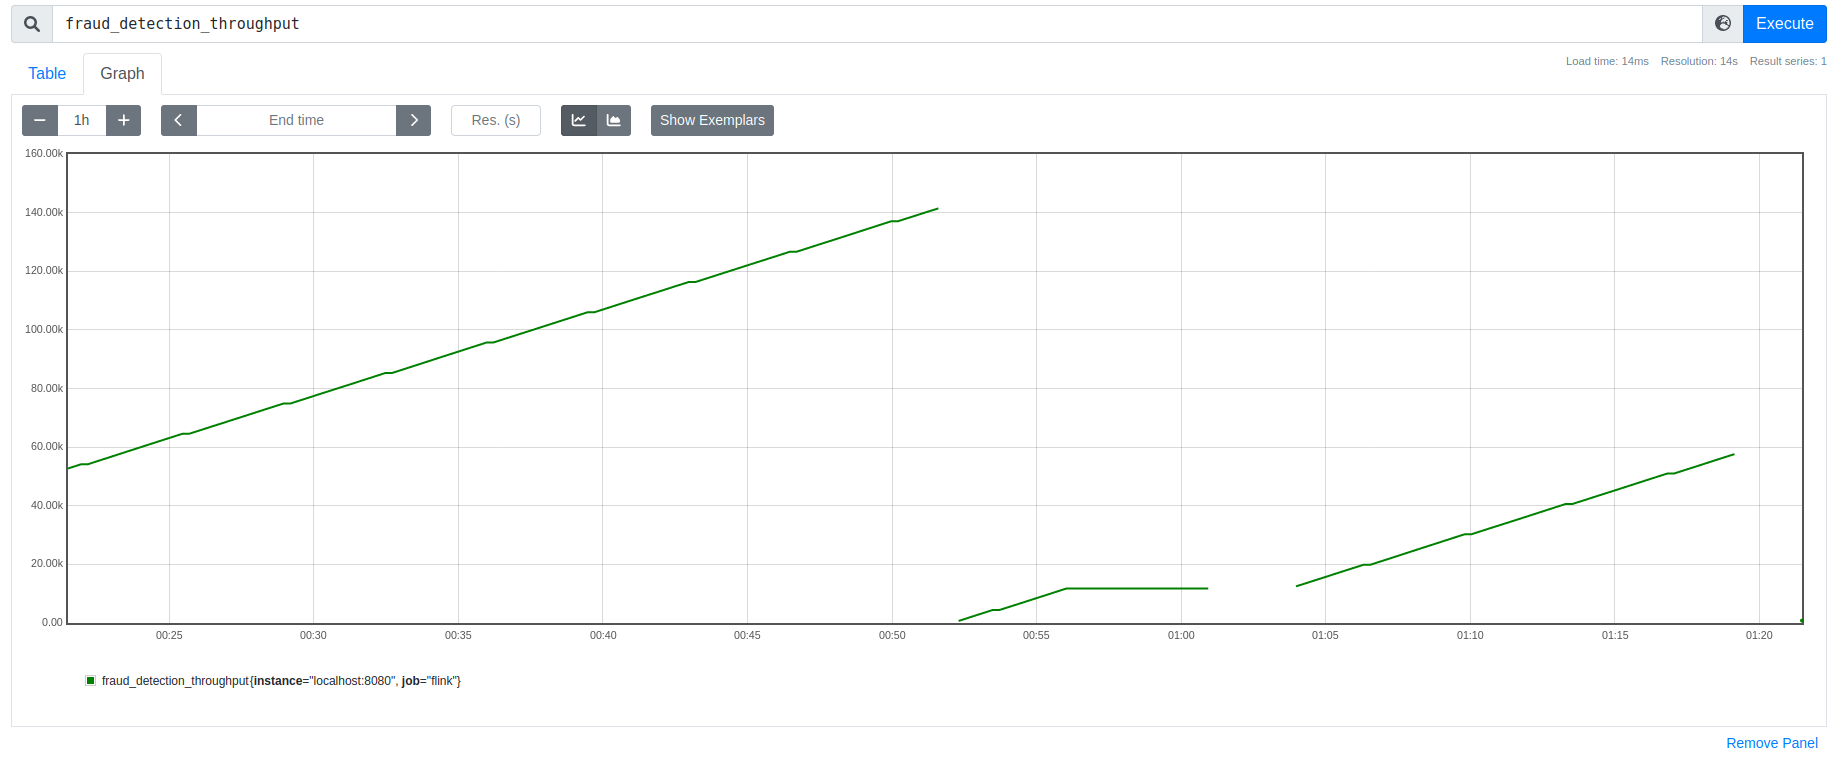 fraud_detection_throughput
Execute
Load time: 14ms Resolution: 14s Result series: 1
Table Graph
1h End time Res. (s) Show Exemplars
160.00k
140.00k
120.00k
100.00k
80.00k
60.00k
40.00k
20.00k
0.00
00:25 00:30 00:35 00:40 00:45 00:50 00:55 01:00 01:05 01:10 01:15 01:20
fraud_detection_throughput{instance="localhost:8080", job="flink"}
Remove Panel